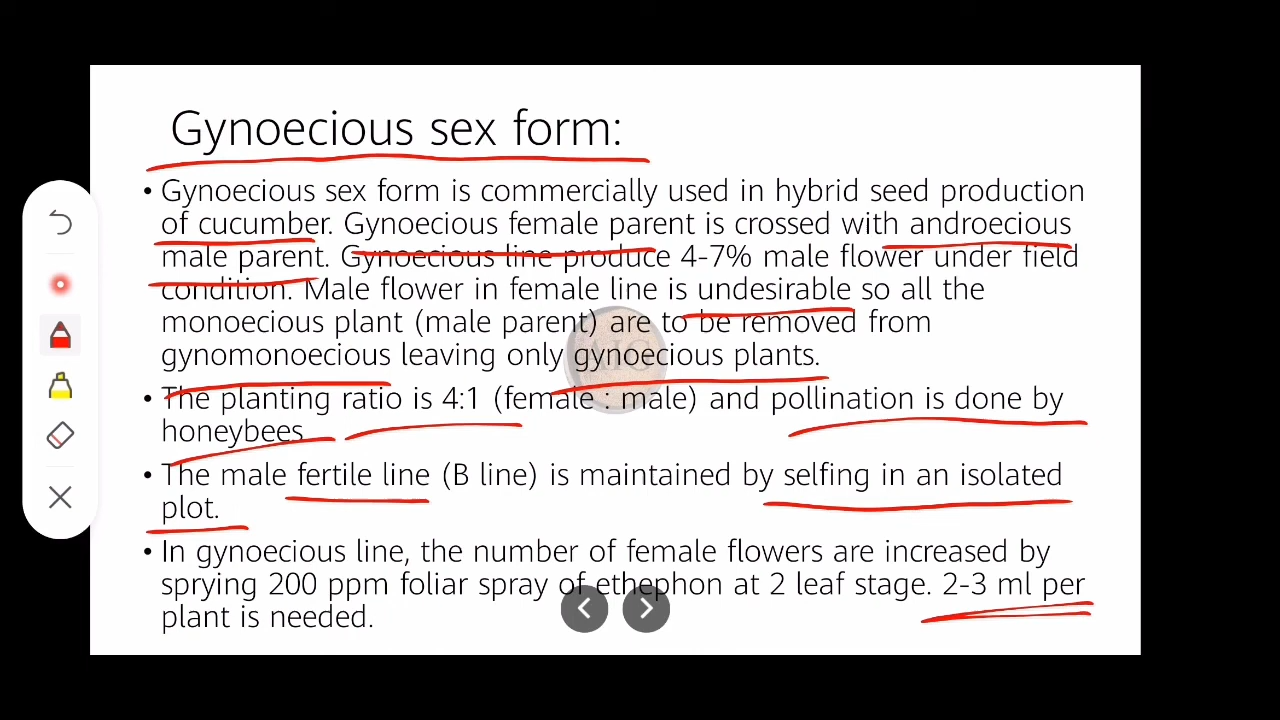 Gynoecious sex form:
• Gynoecious sex form is commercially used in hybrid seed production
of cucumber. Gynoecious female parent is crossed with androecious
male parent. Gynoecious line produce 4-7% male flower under field
condition. Male flower in female line is undesirable so all the
monoecious plant (male parent) are to be removed from
gynomonoecious leaving only gynoecious plants.
• The planting ratio is 4:1 (female : male) and pollination is done by
honeybees
• The male fertile line (B line) is maintained by selfing in an isolated
plot.
• In gynoecious line, the number of female flowers are increased by
sprying 200 ppm foliar spray of ethephon at 2 leaf stage. 2-3 ml per
plant is needed.